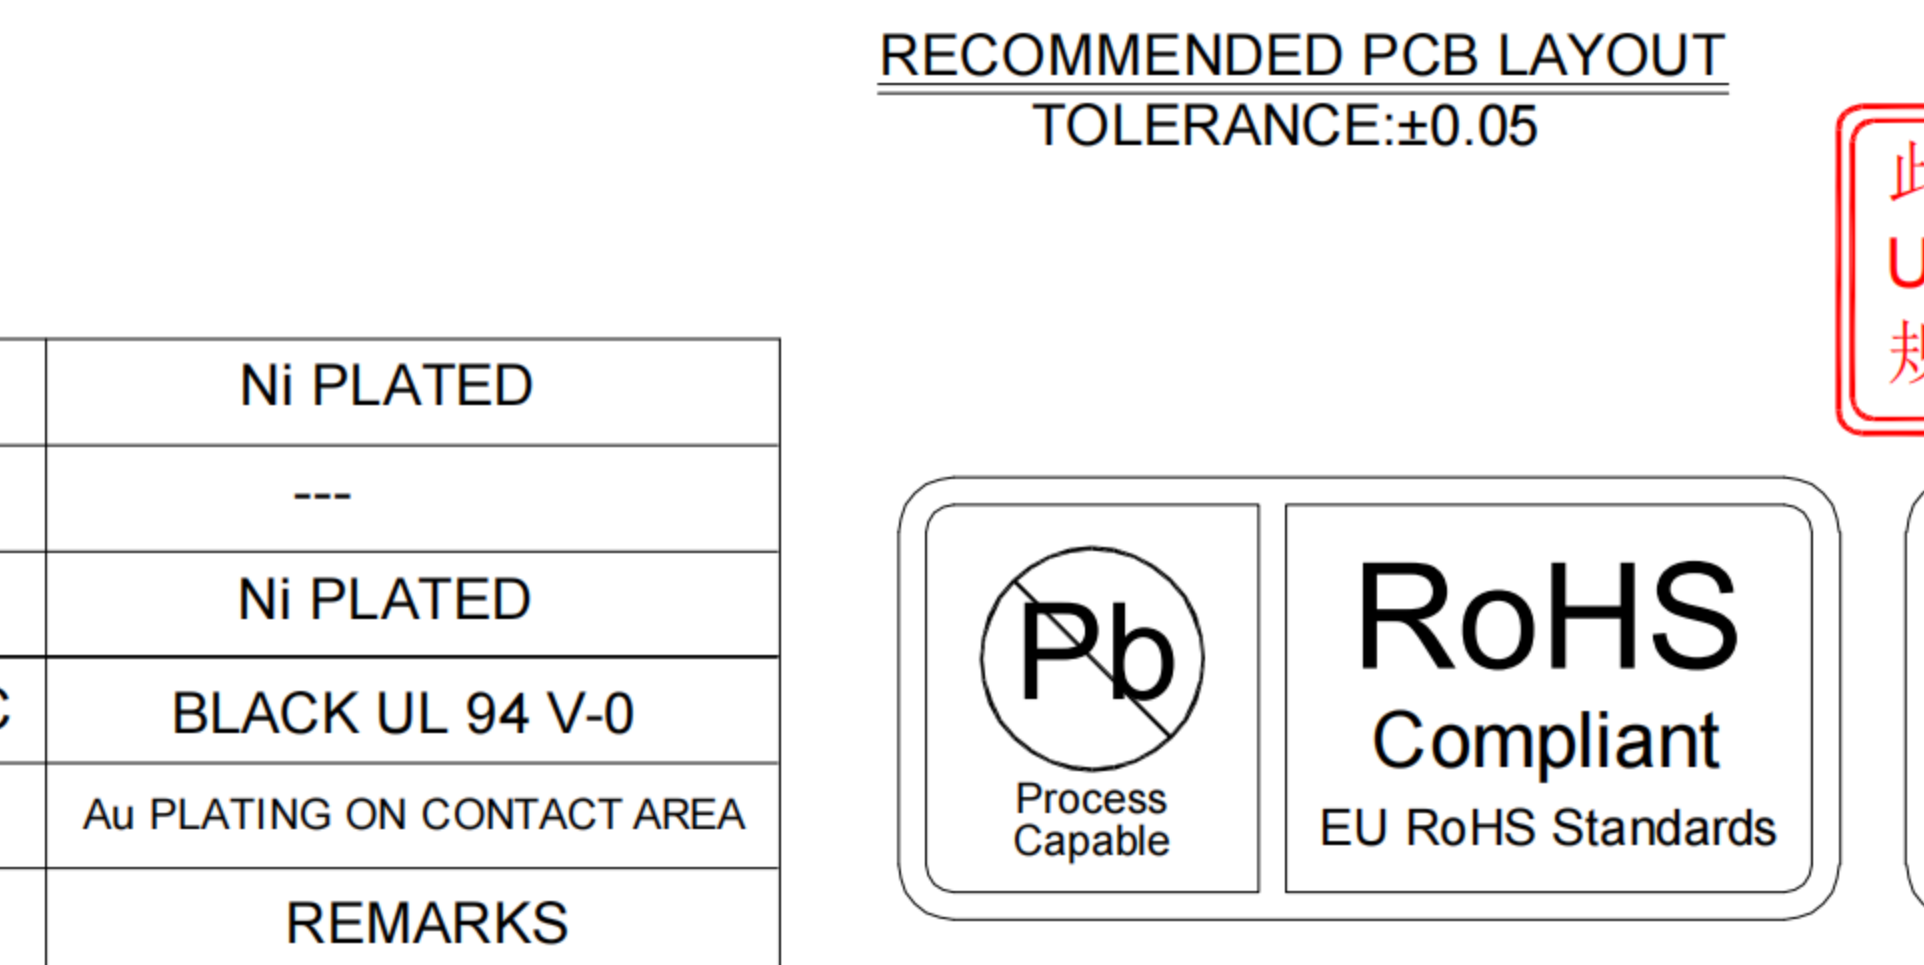 RECOMMENDED PCB LAYOUT
TOLERANCE:±0.05
此
U
Ni PLATED
---
Ni PLATED
BLACK UL 94 V-0
Au PLATING ON CONTACT AREA
REMARKS
Pb
Process
Capable
RoHS
Compliant
EU RoHS Standards